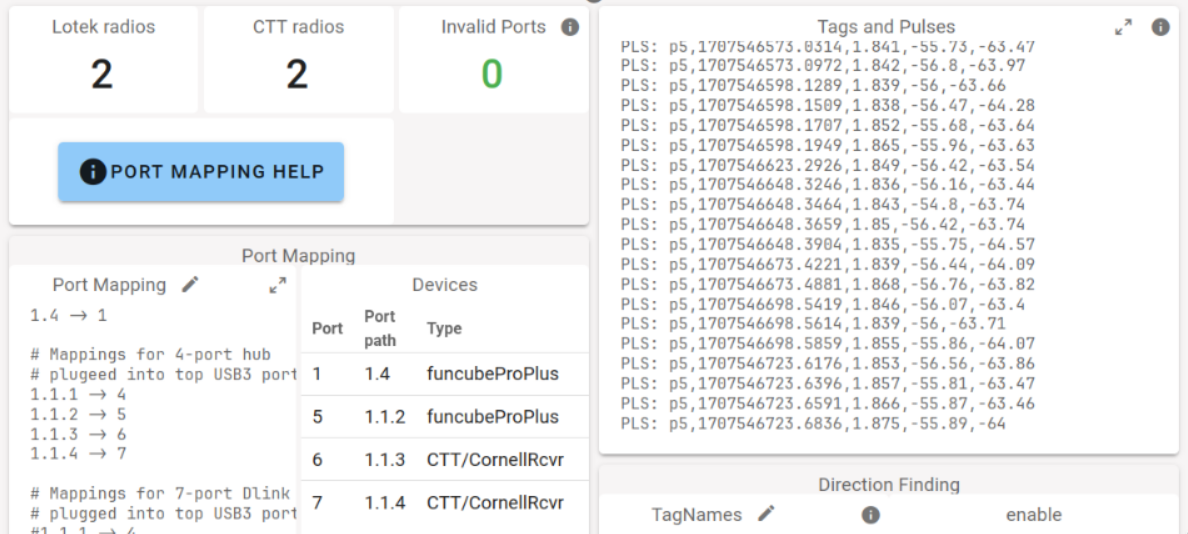 Lotek radios
2
CTT radios
2
Invalid Ports
0
PORT MAPPING HELP
Port Mapping
Port Mapping
1.4 → 1
# Mappings for 4-port hub
# plugeed into top USB3 port
1.1.1 → 4
1.1.2 → 5
1.1.3 → 6
1.1.4 → 7
# Mappings for 7-port Dlink
# plugged into top USB3 port
#1.1.1 → 4
Devices
Port Port path Type
1 1.4 funcubeProPlus
5 1.1.2 funcubeProPlus
6 1.1.3 CTT/CornellRcvr
7 1.1.4 CTT/CornellRcvr
Tags and Pulses
PLS: p5,1707546573.0314,1.841,-55.73,-63.47
PLS: p5,1707546573.0972,1.842,-56.8,-63.97
PLS: p5,1707546598.1289,1.839,-56,-63.66
PLS: p5,1707546598.1509,1.838,-56.47,-64.28
PLS: p5,1707546598.1707,1.852,-55.68,-63.64
PLS: p5,1707546598.1949,1.865,-55.96,-63.63
PLS: p5,1707546623.2926,1.849,-56.42,-63.54
PLS: p5,1707546648.3246,1.836,-56.16,-63.44
PLS: p5,1707546648.3464,1.843,-54.8,-63.74
PLS: p5,1707546648.3659,1.85,-56.42,-63.74
PLS: p5,1707546648.3904,1.835,-55.75,-64.57
PLS: p5,1707546673.4221,1.839,-56.44,-64.09
PLS: p5,1707546673.4881,1.868,-56.76,-63.82
PLS: p5,1707546698.5419,1.846,-56.07,-63.4
PLS: p5,1707546698.5614,1.839,-56,-63.71
PLS: p5,1707546698.5859,1.855,-55.86,-64.07
PLS: p5,1707546723.6176,1.853,-56.56,-63.86
PLS: p5,1707546723.6396,1.857,-55.81,-63.47
PLS: p5,1707546723.6591,1.866,-55.87,-63.46
PLS: p5,1707546723.6836,1.875,-55.89,-64
Direction Finding
TagNames
enable